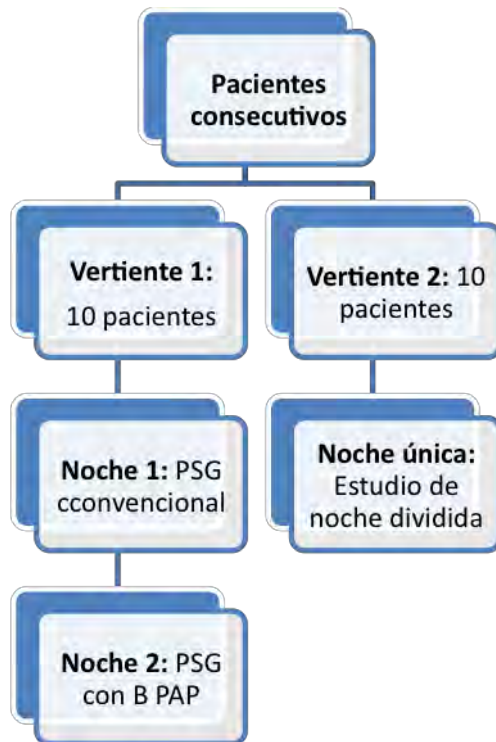 Pacientes
consecutivos
Vertiente 1:
10 pacientes
Vertiente 2: 10
pacientes
Noche 1: PSG
cconvencional
Noche única:
Estudio de
noche dividida
Noche 2: PSG
con B PAP